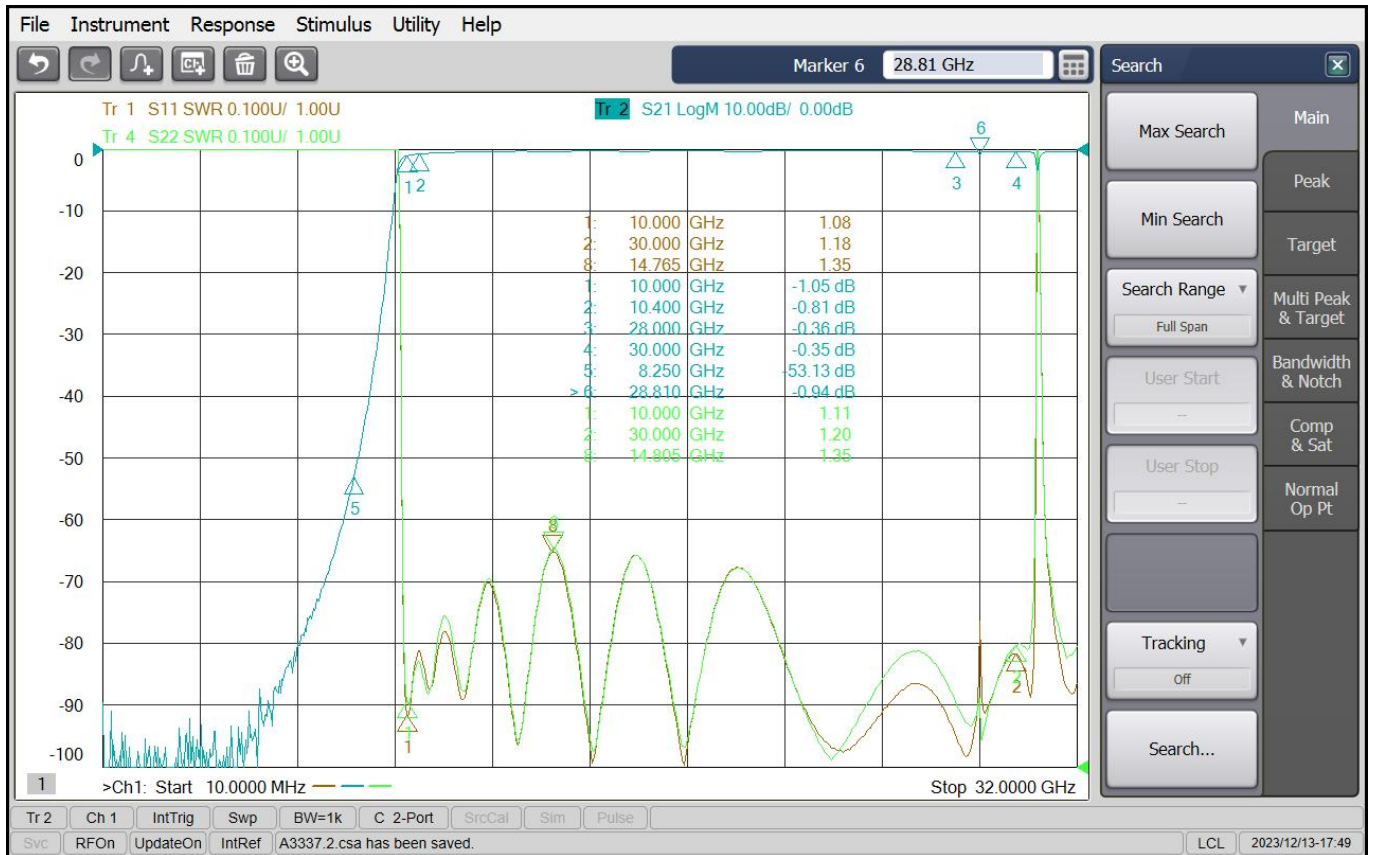 File Instrument Response Stimulus Utility Help
Marker 6 28.81 GHz
Search
Tr 1 S11 SWR 0.100U/ 1.00U
Tr 4 S22 SWR 0.100U/ 1.00U
Tr 2 S21 LogM 10.00dB/ 0.00dB
0
-10
-20
-30
-40
-50
-60
-70
-80
-90
-100
1 2
3
6
4
5
8
1
2
1: 10.000 GHz 1.08
2: 30.000 GHz 1.18
8: 14.765 GHz 1.35
1: 10.000 GHz -1.05 dB
2: 10.400 GHz -0.81 dB
3: 28.000 GHz -0.36 dB
4: 30.000 GHz -0.35 dB
5: 8.250 GHz -53.13 dB
> 6: 28.810 GHz -0.94 dB
1: 10.000 GHz 1.11
2: 30.000 GHz 1.20
8: 14.805 GHz 1.35
1 >Ch1: Start 10.0000 MHz Stop 32.0000 GHz
Max Search
Min Search
Search Range
Full Span
User Start
--
User Stop
--
Tracking
Off
Search...
Main
Peak
Target
Multi Peak
& Target
Bandwidth
& Notch
Comp
& Sat
Normal
Op Pt
Tr 2 Ch 1 IntTrig Swp BW=1k C 2-Port SrcCal Sim Pulse
Svc RFOn UpdateOn IntRef A3337.2.csa has been saved. LCL 2023/12/13-17:49